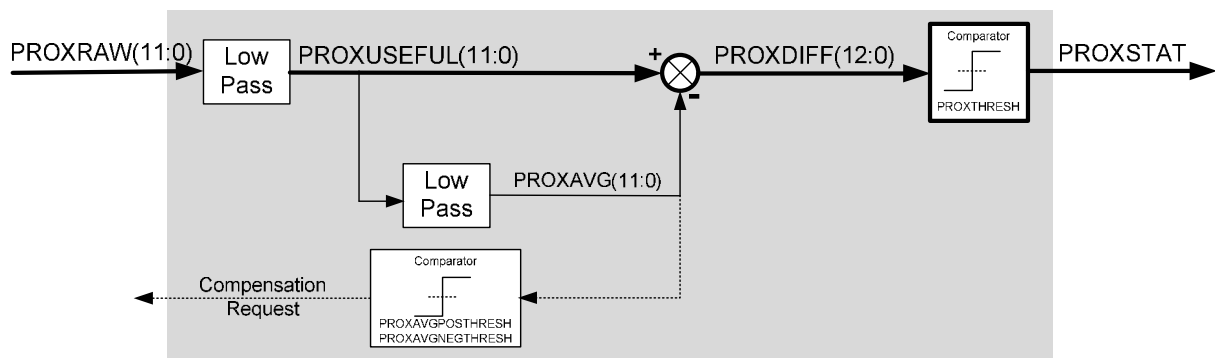 PROXRAW(11:0)
Low
Pass
PROXUSEFUL(11:0)
+
-
PROXDIFF(12:0)
Comparator
PROXTHRESH
PROXSTAT
Low
Pass
PROXAVG(11:0)
Comparator
PROXAVGPOSTHRESH
PROXAVGNEGTHRESH
Compensation
Request